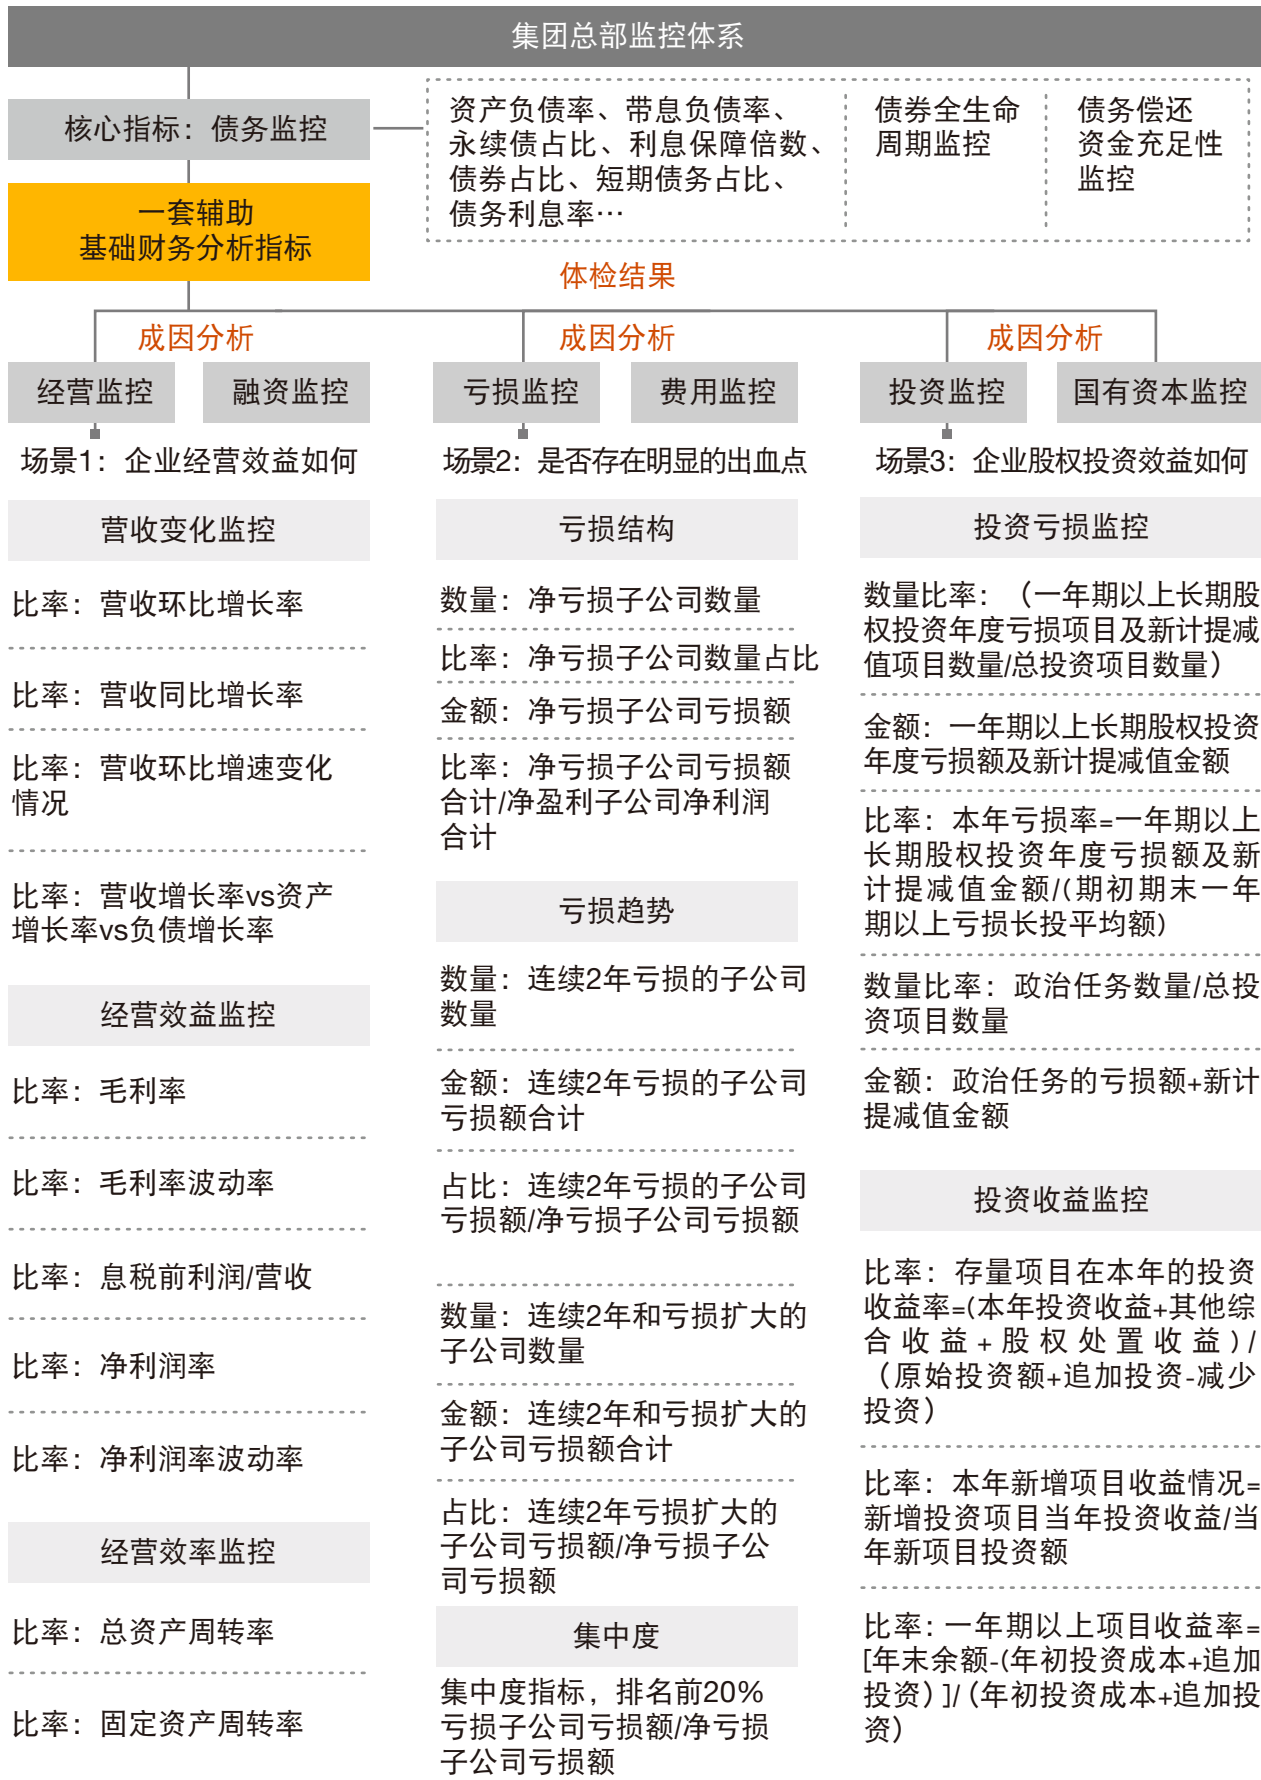 集团总部监控体系
核心指标：债务监控
资产负债率、带息负债率、
永续债占比、利息保障倍数、
债券占比、短期债务占比、
债务利息率…
债券全生命
周期监控
债务偿还
资金充足性
监控
一套辅助
基础财务分析指标
体检结果
成因分析
成因分析
成因分析
经营监控
融资监控
亏损监控
费用监控
投资监控
国有资本监控
场景1：企业经营效益如何
营收变化监控
比率：营收环比增长率
比率：营收同比增长率
比率：营收环比增速变化
情况
比率：营收增长率vs资产
增长率vs负债增长率
经营效益监控
比率：毛利率
比率：毛利率波动率
比率：息税前利润/营收
比率：净利润率
比率：净利润率波动率
经营效率监控
比率：总资产周转率
比率：固定资产周转率
场景2：是否存在明显的出血点
亏损结构
数量：净亏损子公司数量
比率：净亏损子公司数量占比
金额：净亏损子公司亏损额
比率：净亏损子公司亏损额
合计/净盈利子公司净利润
合计
亏损趋势
数量：连续2年亏损的子公司
数量
金额：连续2年亏损的子公司
亏损额合计
占比：连续2年亏损的子公司
亏损额/净亏损子公司亏损额
数量：连续2年和亏损扩大的
子公司数量
金额：连续2年和亏损扩大的
子公司亏损额合计
占比：连续2年亏损扩大的
子公司亏损额/净亏损子公
司亏损额
集中度
集中度指标，排名前20%
亏损子公司亏损额/净亏损
子公司亏损额
场景3：企业股权投资效益如何
投资亏损监控
数量比率：（一年期以上长期股
权投资年度亏损项目及新计提减
值项目数量/总投资项目数量）
金额：一年期以上长期股权投资
年度亏损额及新计提减值金额
比率：本年亏损率=一年期以上
长期股权投资年度亏损额及新
计提减值金额/(期初期末一年
期以上亏损长投平均额)
数量比率：政治任务数量/总投
资项目数量
金额：政治任务的亏损额+新计
提减值金额
投资收益监控
比率：存量项目在本年的投资
收益率=(本年投资收益+其他综
合收益+股权处置收益)/
（原始投资额+追加投资-减少
投资）
比率：本年新增项目收益情况=
新增投资项目当年投资收益/当
年新项目投资额
比率：一年期以上项目收益率=
[年末余额-(年初投资成本+追加
投资）]/（年初投资成本+追加投
资）